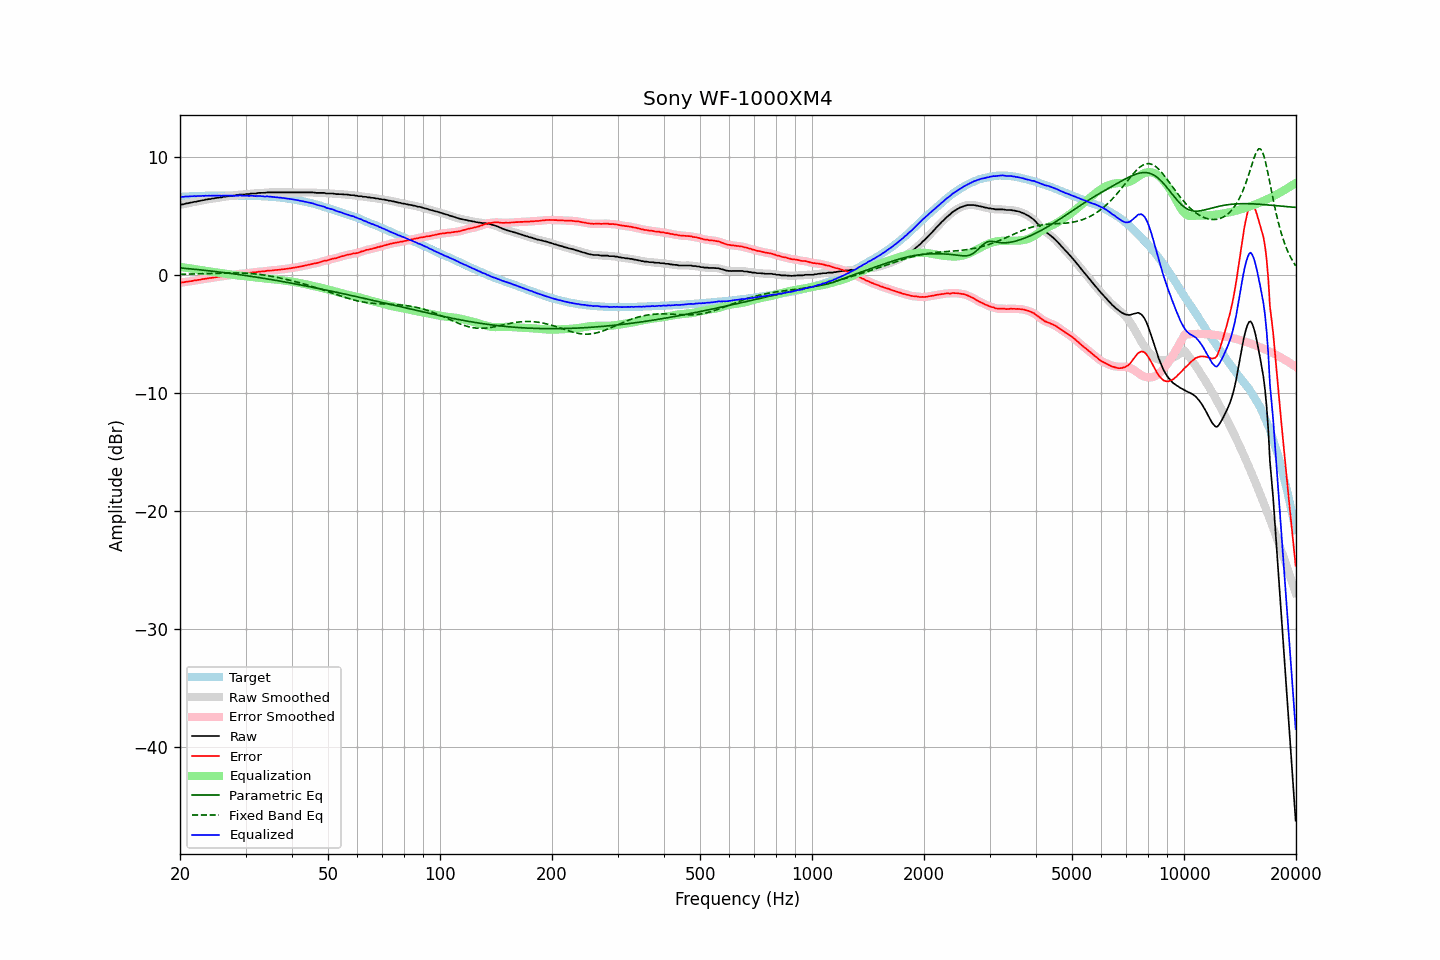 Sony WF-1000XM4
Amplitude (dBr)
10
0
−10
−20
−30
−40
Target
Raw Smoothed
Error Smoothed
Raw
Error
Equalization
Parametric Eq
Fixed Band Eq
Equalized
20 50 100 200 500 1000 2000 5000 10000 20000
Frequency (Hz)